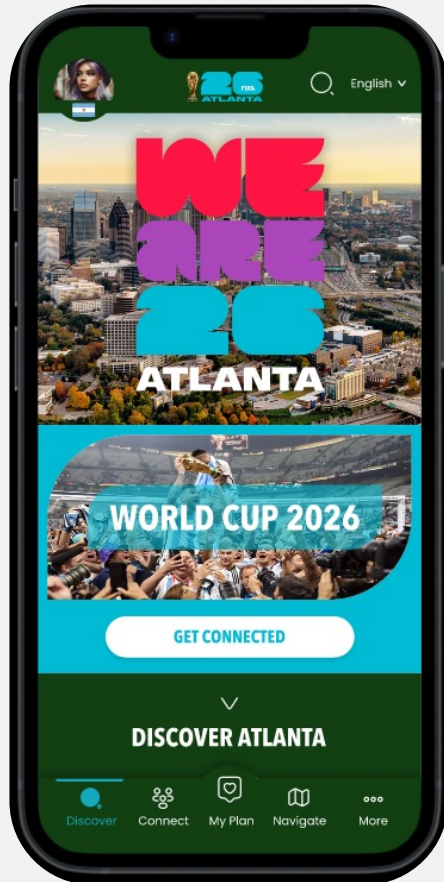 26
FIFA
ATLANTA
English
WE
ARE
26
ATLANTA
WORLD CUP 2026
GET CONNECTED
DISCOVER ATLANTA
Discover
Connect
My Plan
Navigate
More